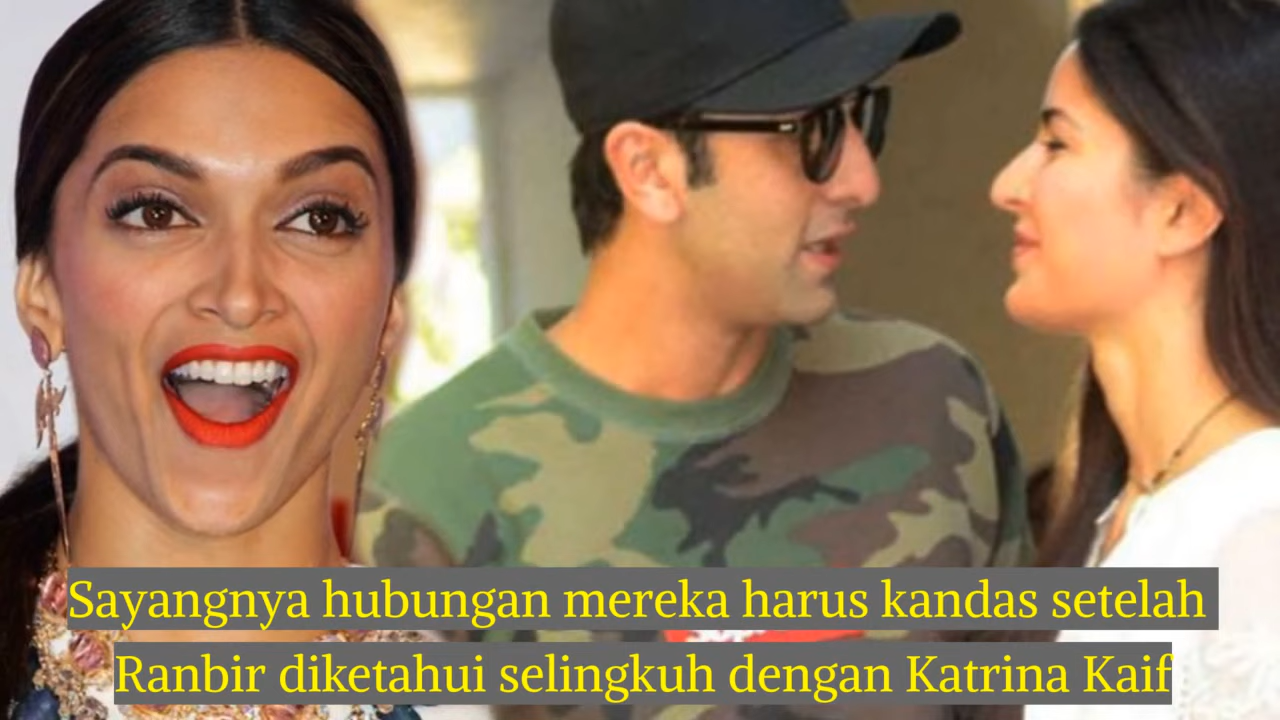 Sayangnya hubungan mereka harus kandas setelah
Ranbir diketahui selingkuh dengan Katrina Kaif